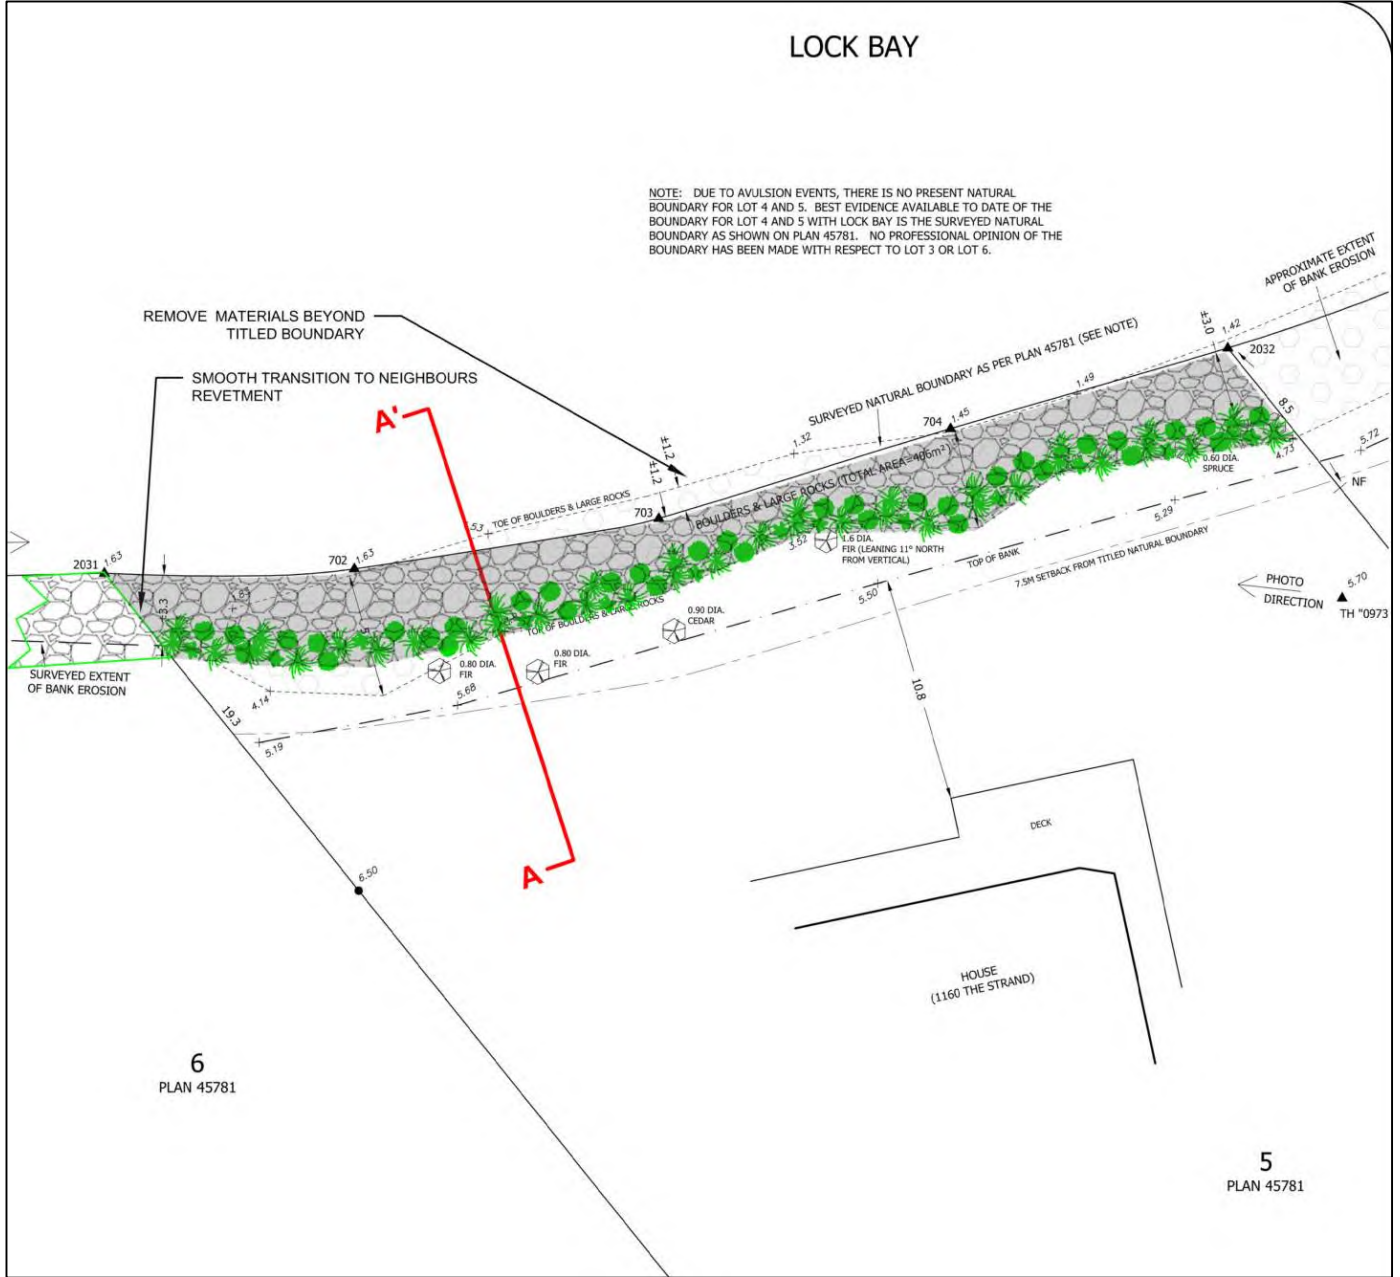 LOCK BAY
NOTE: DUE TO AVULSION EVENTS, THERE IS NO PRESENT NATURAL
BOUNDARY FOR LOT 4 AND 5. BEST EVIDENCE AVAILABLE TO DATE OF THE
BOUNDARY FOR LOT 4 AND 5 WITH LOCK BAY IS THE SURVEYED NATURAL
BOUNDARY AS SHOWN ON PLAN 45781. NO PROFESSIONAL OPINION OF THE
BOUNDARY HAS BEEN MADE WITH RESPECT TO LOT 3 OR LOT 6.
APPROXIMATE EXTENT
OF BANK EROSION
REMOVE MATERIALS BEYOND
TITLED BOUNDARY
SMOOTH TRANSITION TO NEIGHBOURS
REVETMENT
±3.0
1.42
2032
SURVEYED NATURAL BOUNDARY AS PER PLAN 45781 (SEE NOTE)
1.49
A'
8.5
704
1.45
1.32
±1.2
±1.2
5.72
4.73
0.60 DIA.
SPRUCE
NF
BOULDERS & LARGE ROCKS (TOTAL AREA=406m²)
TOE OF BOULDERS & LARGE ROCKS
703
5.29
3.52
1.6 DIA.
FIR (LEANING 11° NORTH
FROM VERTICAL)
TOP OF BANK
7.5M SETBACK FROM TITLED NATURAL BOUNDARY
2031
1.63
702
1.63
PHOTO
DIRECTION
5.70
TH "0973
5.50
3.3
TOP OF BOULDERS & LARGE ROCKS
0.90 DIA.
CEDAR
0.80 DIA.
FIR
0.80 DIA.
FIR
SURVEYED EXTENT
OF BANK EROSION
4.14
5.68
10.8
19.3
5.19
DECK
A
6.50
HOUSE
(1160 THE STRAND)
6
PLAN 45781
5
PLAN 45781